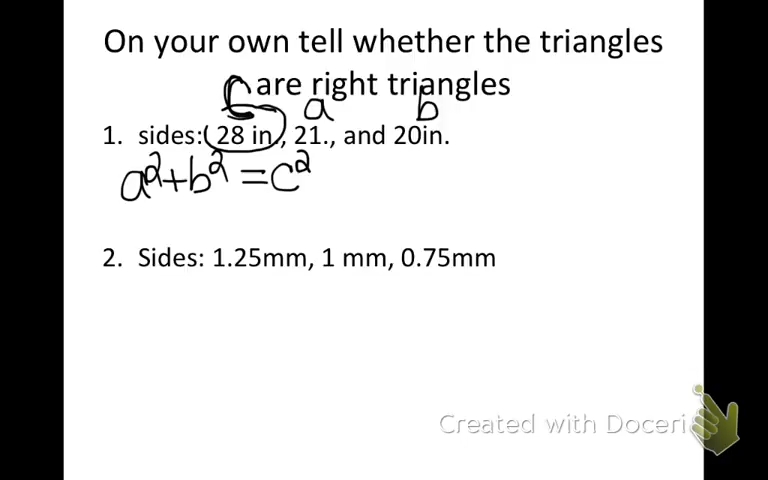 On your own tell whether the triangles
c are right triangles
a b
1. sides: 28 in., 21., and 20in.
a²+b² =c²
2. Sides: 1.25mm, 1 mm, 0.75mm
Created with Doceri